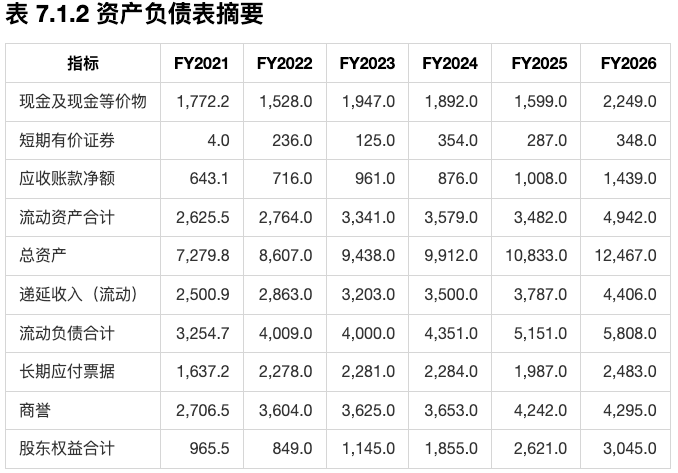 表 7.1.2 资产负债表摘要
指标 FY2021 FY2022 FY2023 FY2024 FY2025 FY2026
现金及现金等价物 1,772.2 1,528.0 1,947.0 1,892.0 1,599.0 2,249.0
短期有价证券 4.0 236.0 125.0 354.0 287.0 348.0
应收账款净额 643.1 716.0 961.0 876.0 1,008.0 1,439.0
流动资产合计 2,625.5 2,764.0 3,341.0 3,579.0 3,482.0 4,942.0
总资产 7,279.8 8,607.0 9,438.0 9,912.0 10,833.0 12,467.0
递延收入（流动） 2,500.9 2,863.0 3,203.0 3,500.0 3,787.0 4,406.0
流动负债合计 3,254.7 4,009.0 4,000.0 4,351.0 5,151.0 5,808.0
长期应付票据 1,637.2 2,278.0 2,281.0 2,284.0 1,987.0 2,483.0
商誉 2,706.5 3,604.0 3,625.0 3,653.0 4,242.0 4,295.0
股东权益合计 965.5 849.0 1,145.0 1,855.0 2,621.0 3,045.0